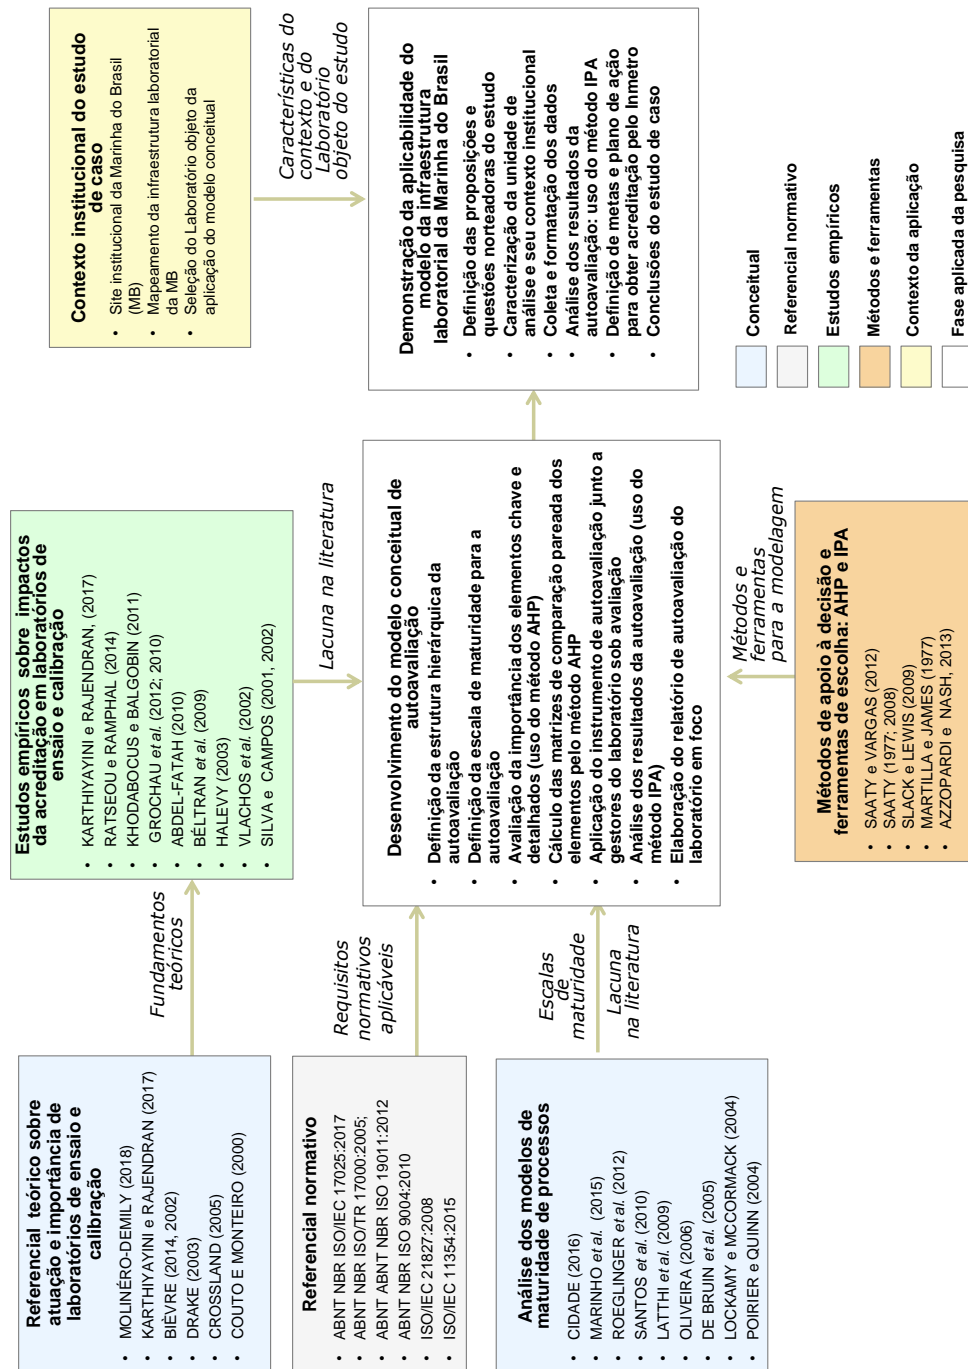 Referencial teórico sobre
atuação e importância de
laboratórios de ensaio e
calibração
• MOLINÉRO-DEMILY (2018)
• KARTHIYAYINI e RAJENDRAN (2017)
• BIÈVRE (2014, 2002)
• DRAKE (2003)
• CROSSLAND (2005)
• COUTO E MONTEIRO (2000)
Fundamentos
teóricos
Estudos empíricos sobre impactos
da acreditação em laboratórios de
ensaio e calibração
• KARTHIYAYINI e RAJENDRAN, (2017)
• RATSEOU e RAMPHAL (2014)
• KHODABOCUS e BALGOBIN (2011)
• GROCHAU et al. (2012; 2010)
• ABDEL-FATAH (2010)
• BÉLTRAN et al. (2009)
• HALEVY (2003)
• VLACHOS et al. (2002)
• SILVA e CAMPOS (2001, 2002)
Lacuna na literatura
Contexto institucional do estudo
de caso
• Site institucional da Marinha do Brasil
(MB)
• Mapeamento da infraestrutura laboratorial
da MB
• Seleção do Laboratório objeto da
aplicação do modelo conceitual
Características do
contexto e do
Laboratório
objeto do estudo
Referencial normativo
• ABNT NBR ISO/IEC 17025:2017
• ABNT NBR ISO/TR 17000:2005;
• ABNT ABNT NBR ISO 19011:2012
• ABNT NBR ISO 9004:2010
• ISO/IEC 21827:2008
• ISO/IEC 11354:2015
Requisitos
normativos
aplicáveis
Desenvolvimento do modelo conceitual de
autoavaliação
• Definição da estrutura hierárquica da
autoavaliação
• Definição da escala de maturidade para a
autoavaliação
• Avaliação da importância dos elementos chave e
detalhados (uso do método AHP)
• Cálculo das matrizes de comparação pareada dos
elementos pelo método AHP
• Aplicação do instrumento de autoavaliação junto a
gestores do laboratório sob avaliação
• Análise dos resultados da autoavaliação (uso do
método IPA)
• Elaboração do relatório de autoavaliação do
laboratório em foco
Demonstração da aplicabilidade do
modelo da infraestrutura
laboratorial da Marinha do Brasil
• Definição das proposições e
questões norteadoras do estudo
• Caracterização da unidade de
análise e seu contexto institucional
• Coleta e formatação dos dados
• Análise dos resultados da
autoavaliação: uso do método IPA
• Definição de metas e plano de ação
para obter acreditação pelo Inmetro
• Conclusões do estudo de caso
Análise dos modelos de
maturidade de processos
• CIDADE (2016)
• MARINHO et al. (2015)
• ROEGLINGER et al. (2012)
• SANTOS et al. (2010)
• LATTHI et al. (2009)
• OLIVEIRA (2006)
• DE BRUIN et al. (2005)
• LOCKAMY e MCCORMACK (2004)
• POIRIER e QUINN (2004)
Escalas
de
maturidade
Lacuna
na literatura
Métodos e
ferramentas
para a modelagem
Métodos de apoio à decisão e
ferramentas de escolha: AHP e IPA
• SAATY e VARGAS (2012)
• SAATY (1977; 2008)
• SLACK e LEWIS (2009)
• MARTILLA e JAMES (1977)
• AZZOPARDI e NASH, 2013)
Conceitual
Referencial normativo
Estudos empíricos
Métodos e ferramentas
Contexto da aplicação
Fase aplicada da pesquisa